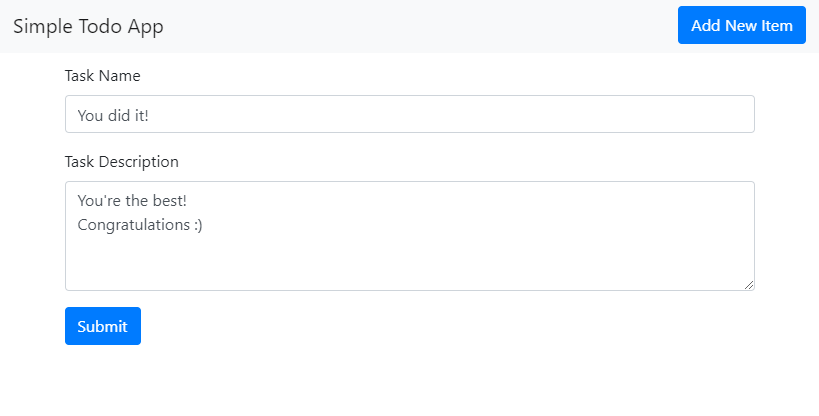 Simple Todo App
Add New Item
Task Name
You did it!
Task Description
You're the best!
Congratulations :)
Submit